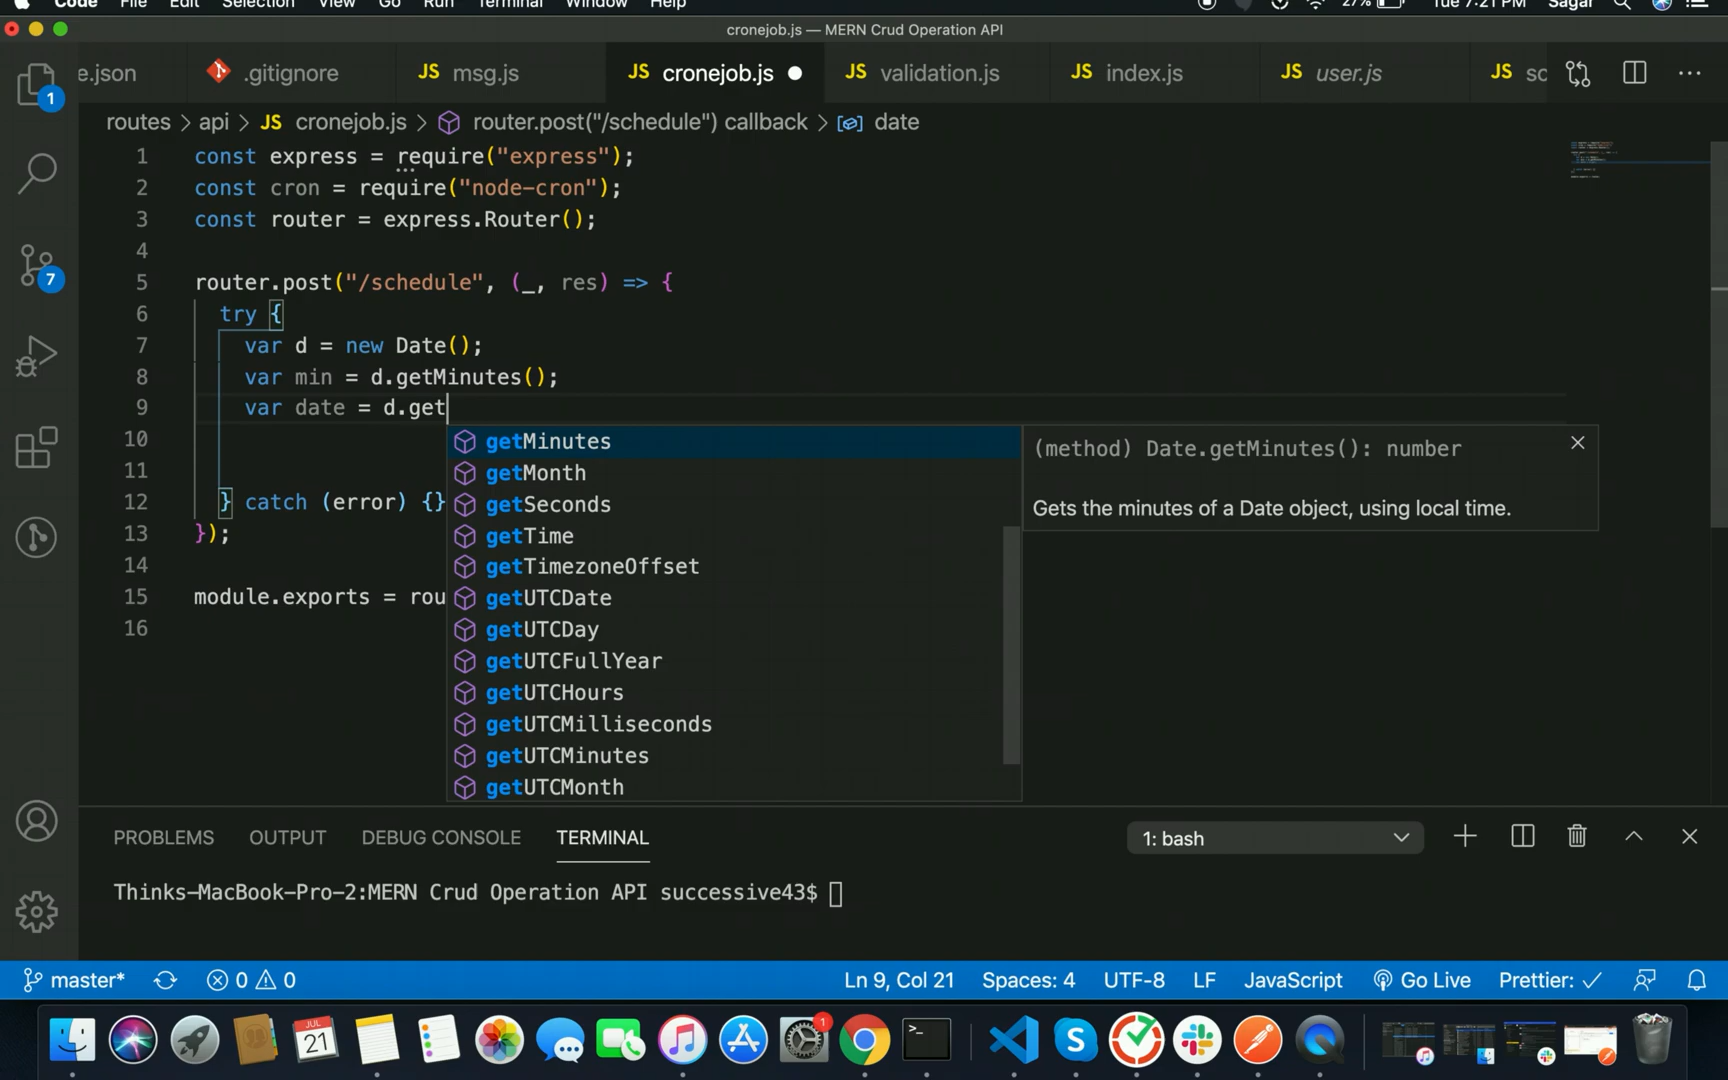 Code File Edit Selection View Go Run Terminal Window Help 27% Tue 7:21 PM Sagar
cronejob.js — MERN Crud Operation API
e.json .gitignore JS msg.js JS cronejob.js JS validation.js JS index.js JS user.js JS sc ...
1
routes > api > JS cronejob.js > router.post("/schedule") callback > date
1 const express = require("express");
2 const cron = require("node-cron");
3 const router = express.Router();
4
5 router.post("/schedule", (_, res) => {
6 try {
7 var d = new Date();
7
8 var min = d.getMinutes();
9 var date = d.get
10
11
12 } catch (error) {}
13 });
14
15 module.exports = rou
16
getMinutes
getMonth
getSeconds
getTime
getTimezoneOffset
getUTCDate
getUTCDay
getUTCFullYear
getUTCHours
getUTCMilliseconds
getUTCMinutes
getUTCMonth
(method) Date.getMinutes(): number
Gets the minutes of a Date object, using local time.
PROBLEMS OUTPUT DEBUG CONSOLE TERMINAL 1: bash
Thinks-MacBook-Pro-2:MERN Crud Operation API successive43$
master* 0 0 Ln 9, Col 21 Spaces: 4 UTF-8 LF JavaScript Go Live Prettier: ✓
JUL
21
>_
1